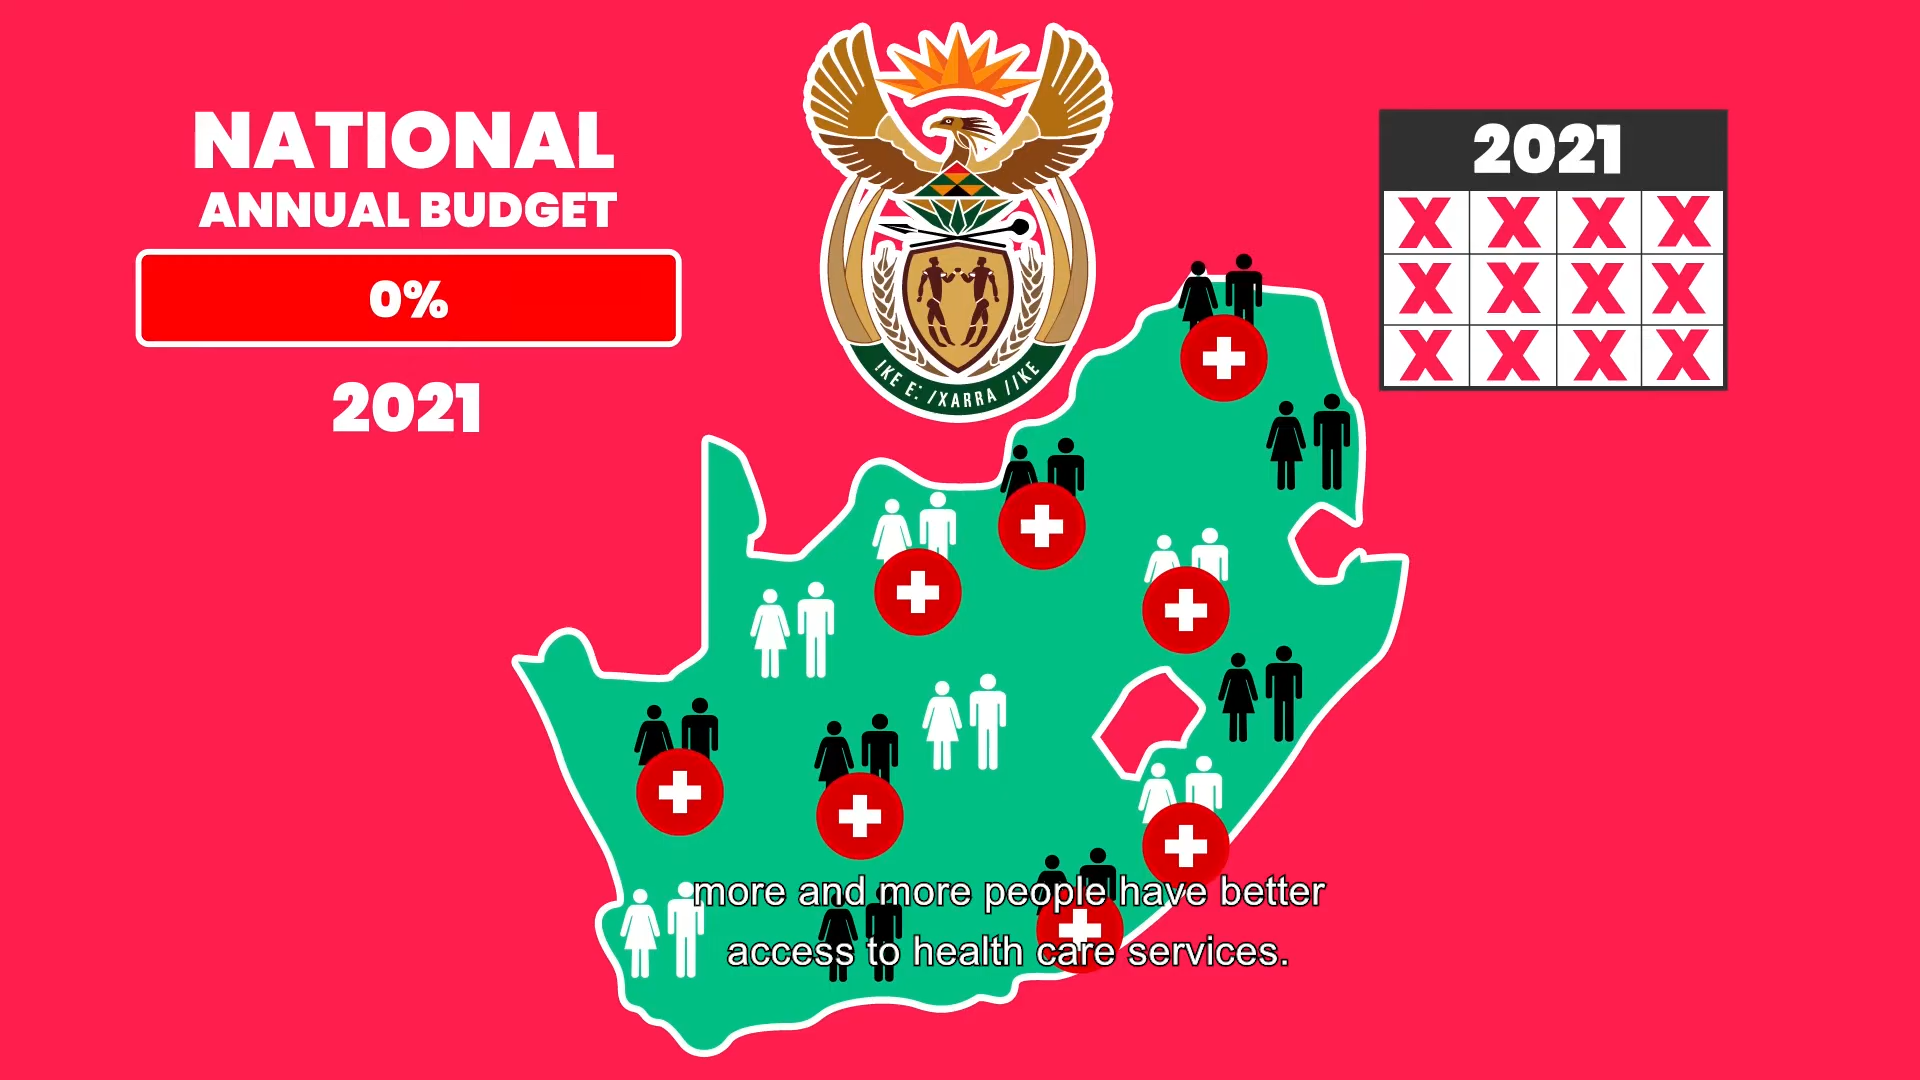 NATIONAL
ANNUAL BUDGET
0%
2021
!KE E: /XARRA //KE
2021
X X X X
X X X X
X X X X
more and more people have better
access to health care services.